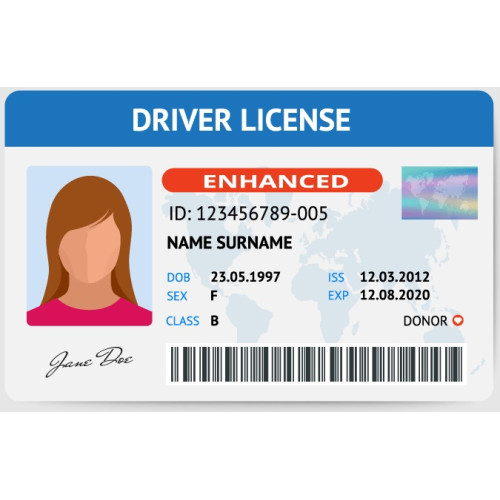 DRIVER LICENSE
ENHANCED
ID: 123456789-005
NAME SURNAME
DOB 23.05.1997 ISS 12.03.2012
SEX F EXP 12.08.2020
CLASS B DONOR
Jane Doe